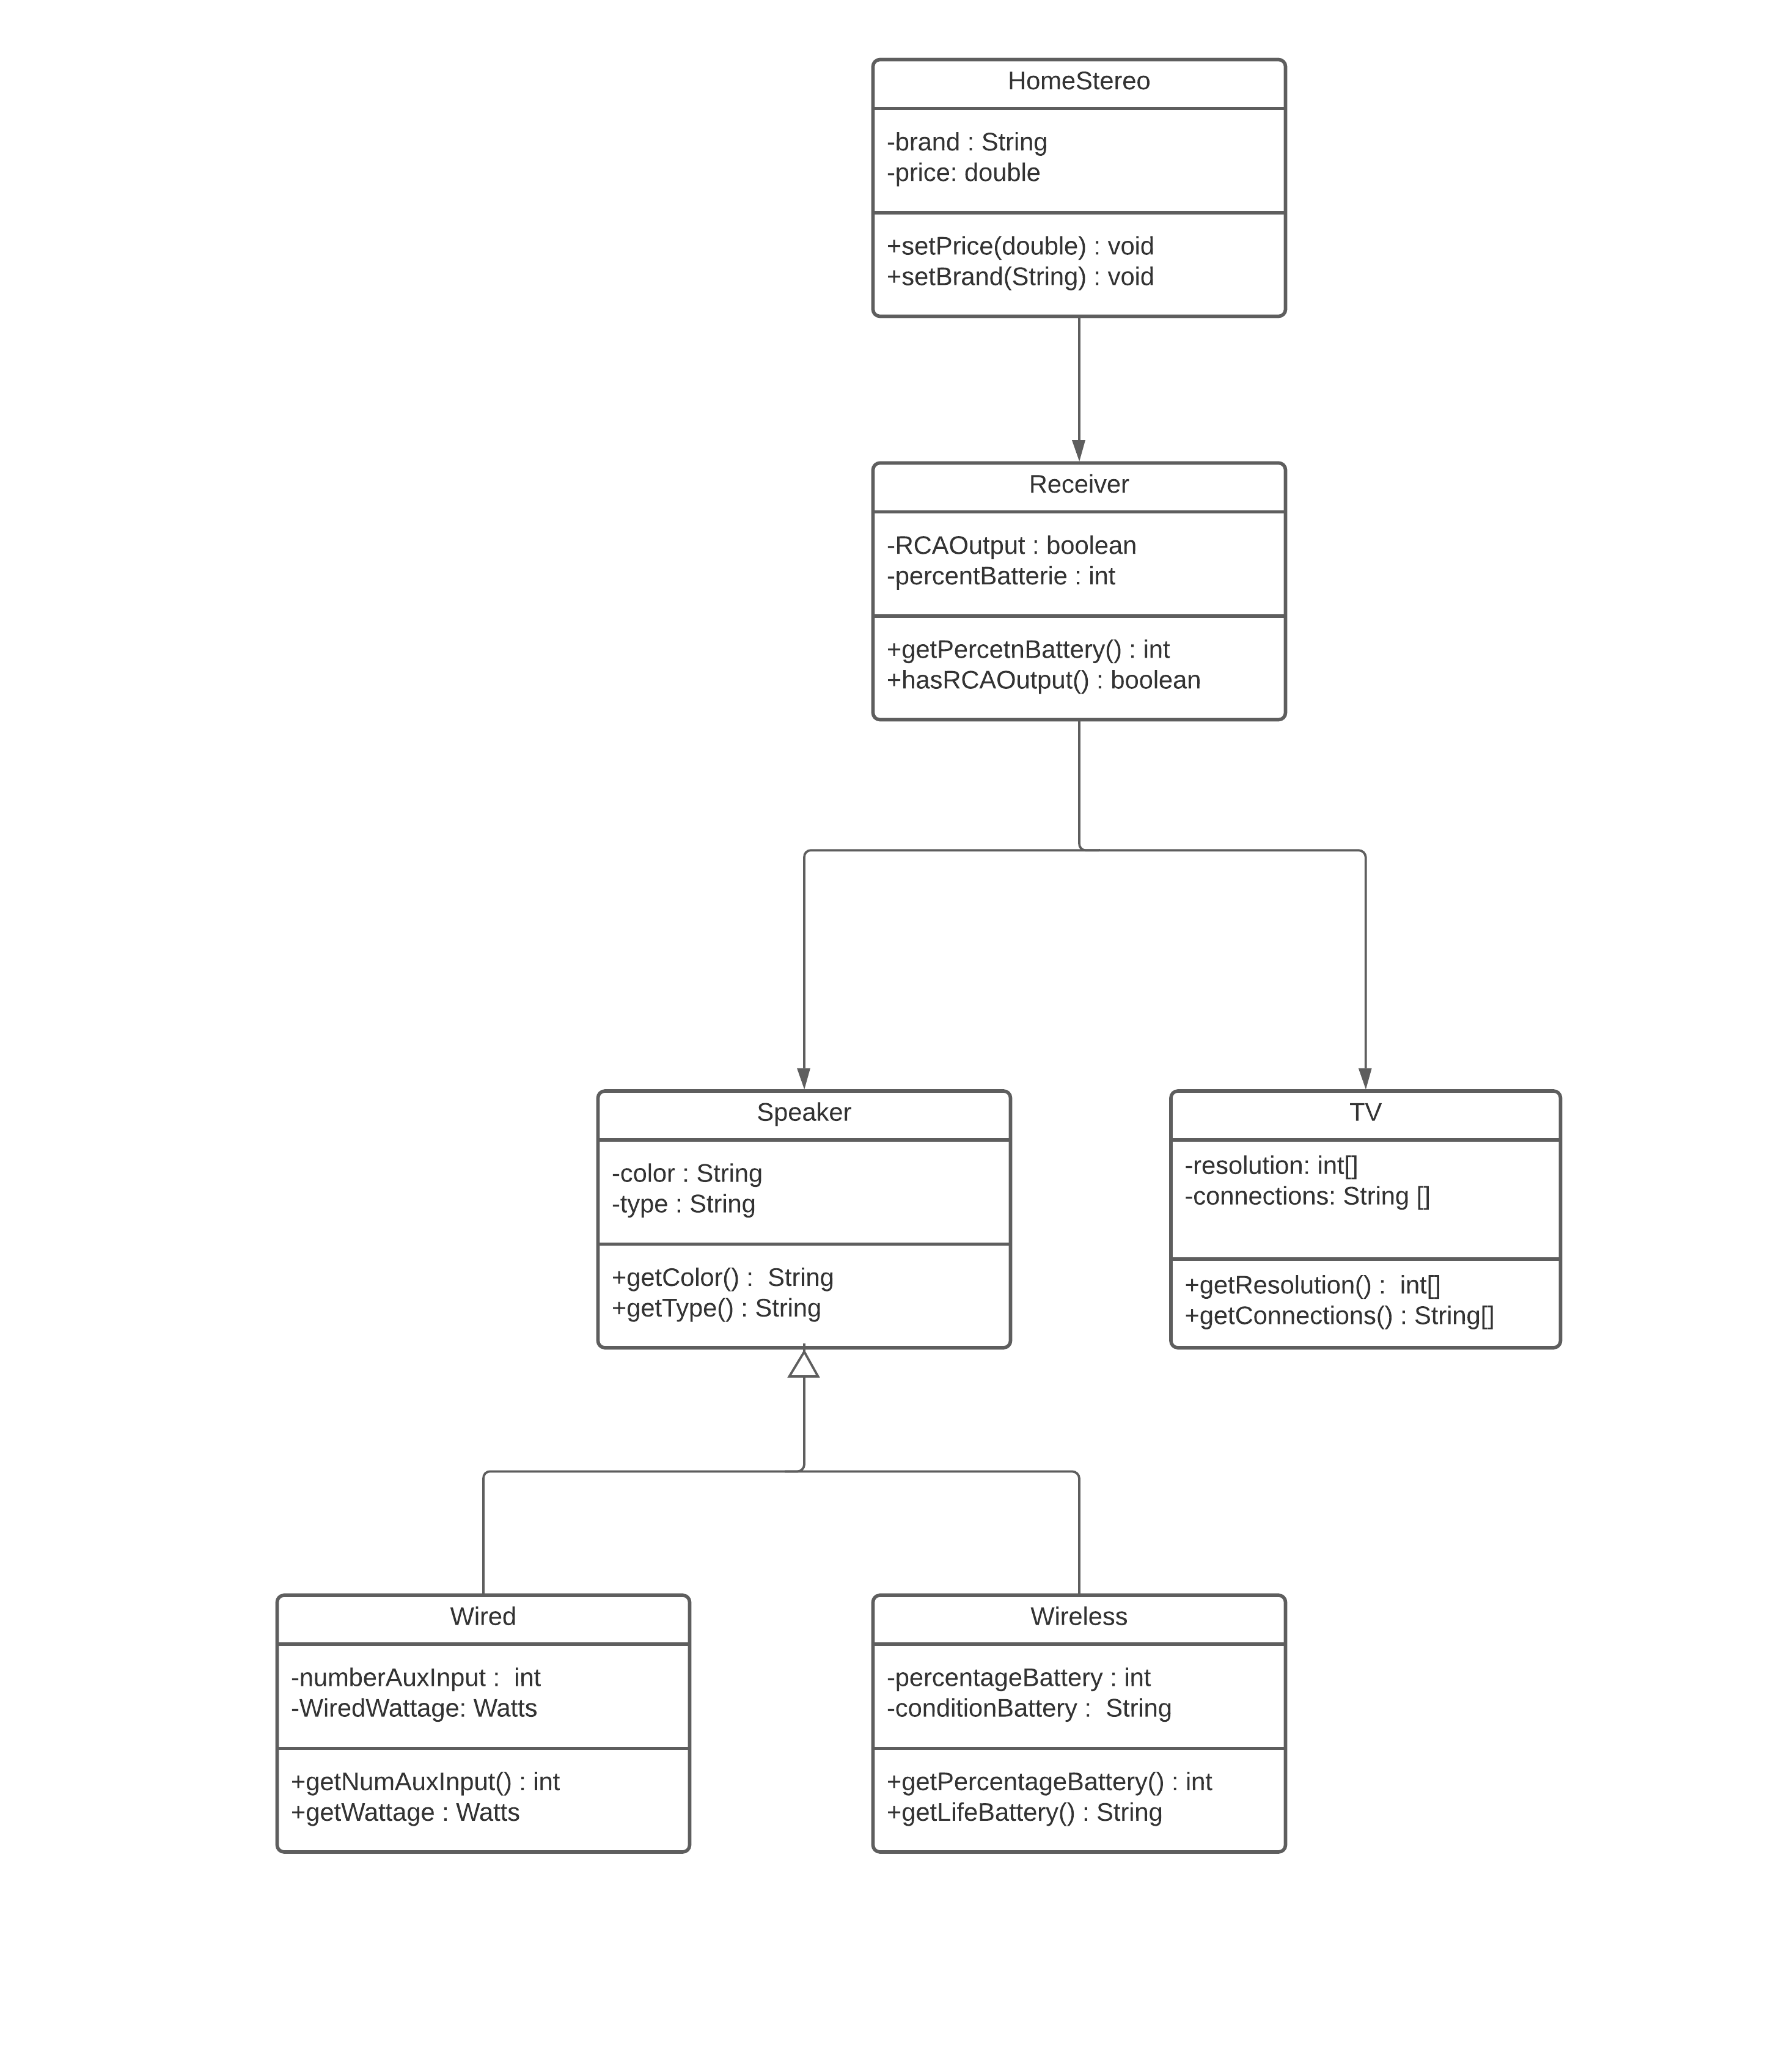 HomeStereo
-brand : String
-price: double
+setPrice(double) : void
+setBrand(String) : void
Receiver
-RCAOutput : boolean
-percentBatterie : int
+getPercetnBattery() : int
+hasRCAOutput() : boolean
Speaker
-color : String
-type : String
+getColor() :  String
+getType() : String
TV
-resolution: int[]
-connections: String []
+getResolution() :  int[]
+getConnections() : String[]
Wired
-numberAuxInput :  int
-WiredWattage: Watts
+getNumAuxInput() : int
+getWattage : Watts
Wireless
-percentageBattery : int
-conditionBattery :  String
+getPercentageBattery() : int
+getLifeBattery() : String